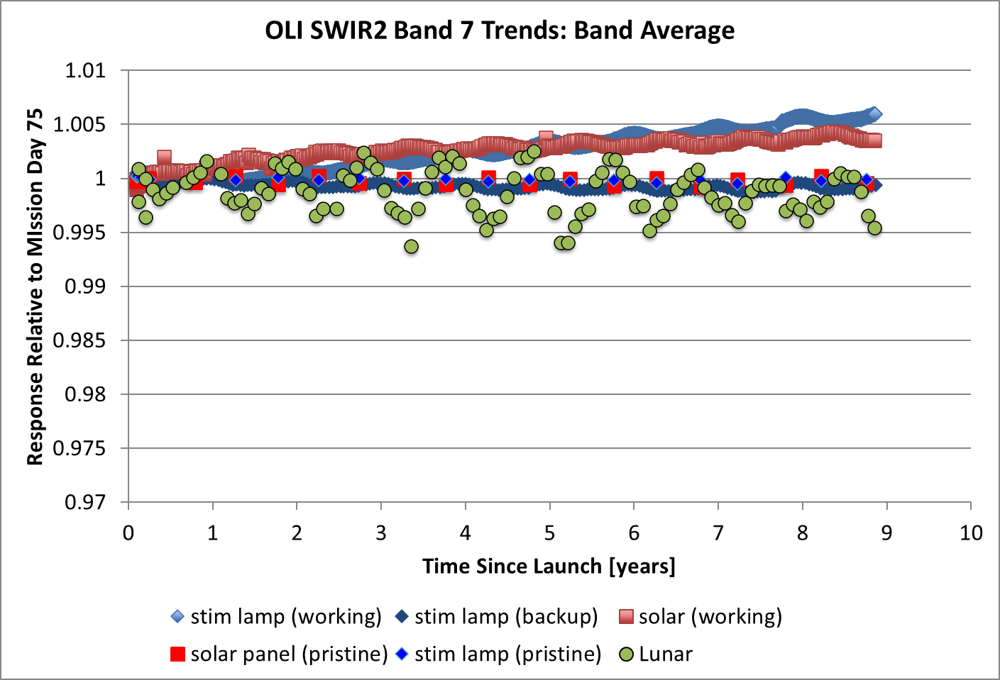 OLI SWIR2 Band 7 Trends: Band Average
Response Relative to MIssion Day 75
1.01
1.005
1
0.995
0.99
0.985
0.98
0.975
0.97
0 1 2 3 4 5 6 7 8 9 10
Time Since Launch [years]
stim lamp (working) stim lamp (backup) solar (working)
solar panel (pristine) stim lamp (pristine) Lunar